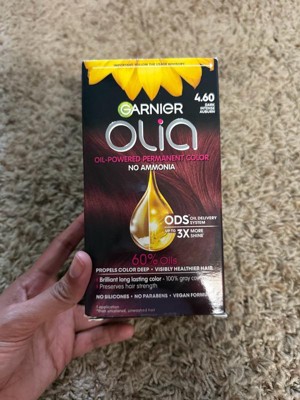 GARNIER
4.60
DARK
INTENSE
AUBURN
OLIA
OIL-POWERED PERMANENT COLOR
NO AMMONIA
ODS OIL DELIVERY
SYSTEM
UP TO 3X MORE
SHINE*
60% Oils
PROPELS COLOR DEEP • VISIBLY HEALTHIER HAIR
Brilliant long lasting color • 100% gray co
Preserves hair strength
NO SILICONES • NO PARABENS • VEGAN FORMU